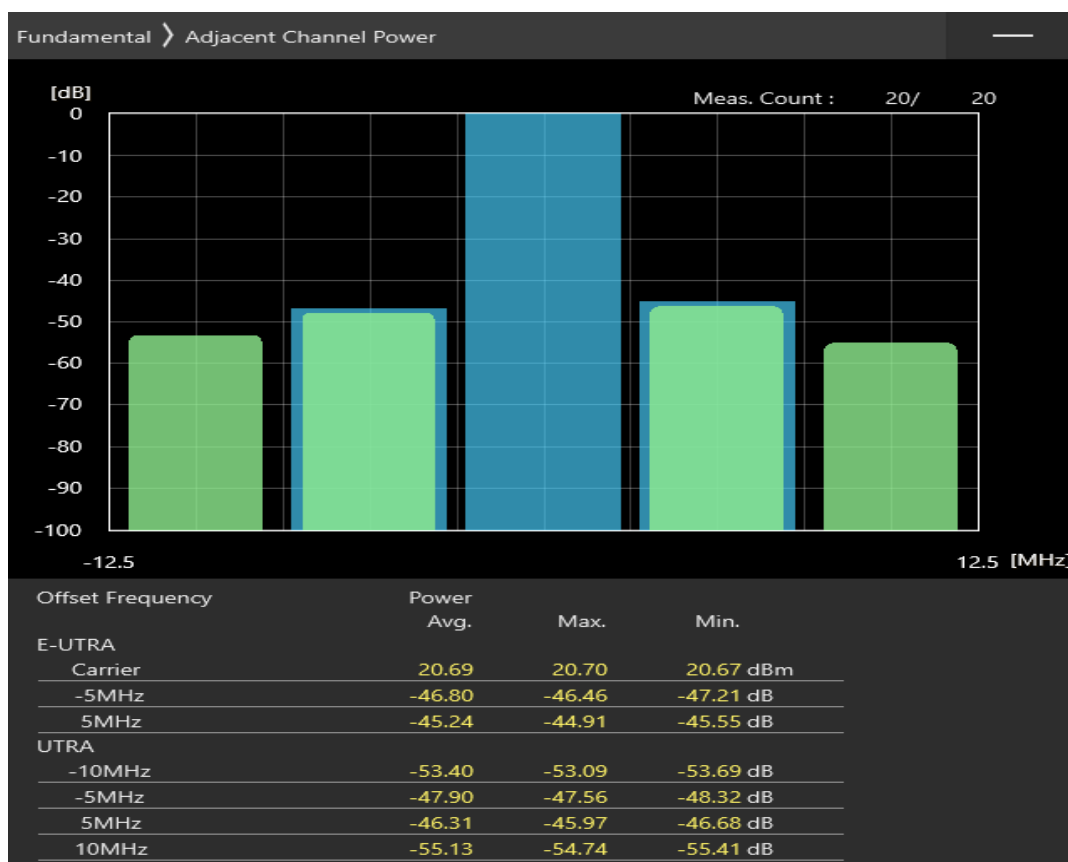 Fundamental ❯ Adjacent Channel Power
[dB]
Meas. Count : 20/ 20
0
-10
-20
-30
-40
-50
-60
-70
-80
-90
-100
-12.5 12.5 [MHz]
Offset Frequency Power
Avg. Max. Min.
E-UTRA
Carrier 20.69 20.70 20.67 dBm
-5MHz -46.80 -46.46 -47.21 dB
5MHz -45.24 -44.91 -45.55 dB
UTRA
-10MHz -53.40 -53.09 -53.69 dB
-5MHz -47.90 -47.56 -48.32 dB
5MHz -46.31 -45.97 -46.68 dB
10MHz -55.13 -54.74 -55.41 dB